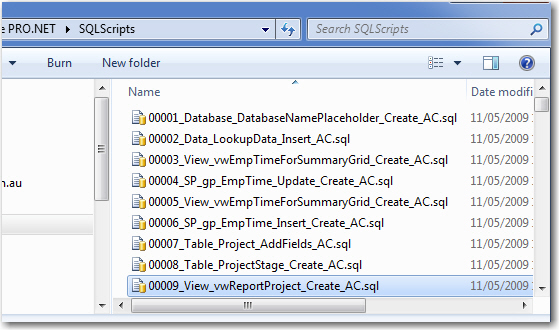 e PRO.NET ▸ SQLScripts Search SQLScripts
Burn New folder
Name Date modifi
00001_Database_DatabaseNamePlaceholder_Create_AC.sql 11/05/2009
00002_Data_LookupData_Insert_AC.sql 11/05/2009
00003_View_vwEmpTimeForSummaryGrid_Create_AC.sql 11/05/2009
n.au 00004_SP_gp_EmpTime_Update_Create_AC.sql 11/05/2009
00005_View_vwEmpTimeForSummaryGrid_Create_AC.sql 11/05/2009
00006_SP_gp_EmpTime_Insert_Create_AC.sql 11/05/2009
00007_Table_Project_AddFields_AC.sql 11/05/2009
00008_Table_ProjectStage_Create_AC.sql 11/05/2009
00009_View_vwReportProject_Create_AC.sql 11/05/2009